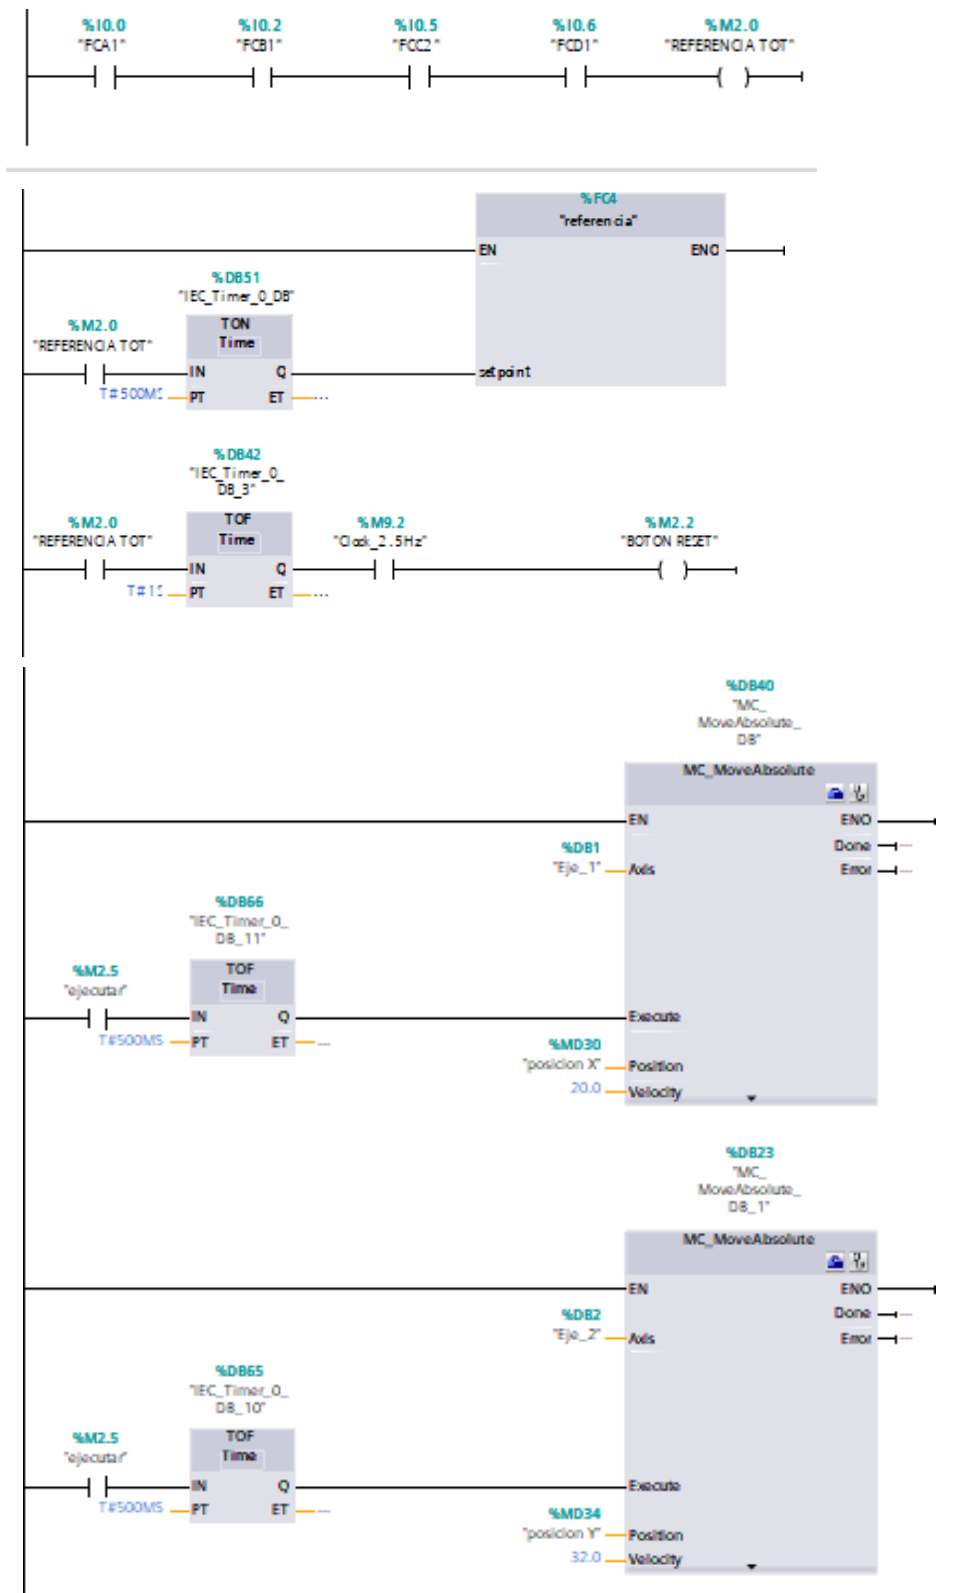 %I0.0 %I0.2 %I0.5 %I0.6 %M2.0
"FCA1" "FCB1" "FCC2" "FCD1" "REFERENCIA TOT"
%FC4
"referencia"
EN ENO
%DB51
"IEC_Timer_0_DB"
%M2.0 TON
"REFERENCIA TOT" Time
IN Q setpoint
T#500MS PT ET ...
%DB42
"IEC_Timer_0_
DB_3"
%M2.0 TOF %M9.2 %M2.2
"REFERENCIA TOT" Time "Clock_2.5Hz" "BOTON RESET"
IN Q
T#1S PT ET ...
%DB40
"MC_
MoveAbsolute_
DB"
MC_MoveAbsolute
EN ENO
%DB1 Done ...
"Eje_1" Axis Error ...
%DB66
"IEC_Timer_0_
DB_11"
%M2.5 TOF
"ejecutar" Time
IN Q Execute
T#500MS PT ET ...
%MD30
"posicion X" Position
20.0 Velocity
%DB23
"MC_
MoveAbsolute_
DB_1"
MC_MoveAbsolute
EN ENO
%DB2 Done ...
"Eje_2" Axis Error ...
%DB65
"IEC_Timer_0_
DB_10"
%M2.5 TOF
"ejecutar" Time
IN Q Execute
T#500MS PT ET ...
%MD34
"posicion Y" Position
32.0 Velocity